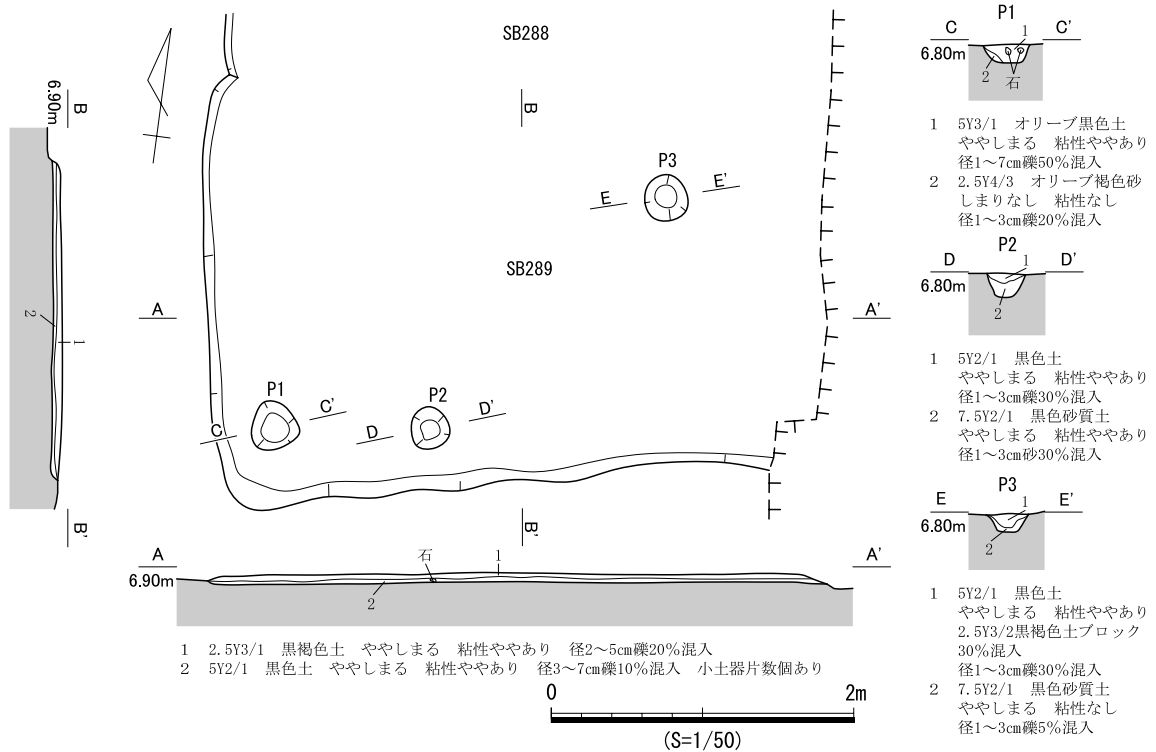 SB288
B
B
6.90m
P3
E
E'
SB289
A
A'
2
1
P1
C
C'
P2
D
D'
B'
B'
A
A'
6.90m
石
1
2
1 2.5Y3/1 黒褐色土 ややしまる 粘性ややあり 径2～5cm礫20%混入
2 5Y2/1 黒色土 ややしまる 粘性ややあり 径3～7cm礫10%混入 小土器片数個あり
0
2m
(S=1/50)
P1
C
C'
6.80m
1
2
石
1 5Y3/1 オリーブ黒色土
ややしまる 粘性ややあり
径1～7cm礫50%混入
2 2.5Y4/3 オリーブ褐色砂
しまりなし 粘性なし
径1～3cm礫20%混入
P2
D
D'
6.80m
1
2
1 5Y2/1 黒色土
ややしまる 粘性ややあり
径1～3cm礫30%混入
2 7.5Y2/1 黒色砂質土
ややしまる 粘性ややあり
径1～3cm砂30%混入
P3
E
E'
6.80m
1
2
1 5Y2/1 黒色土
ややしまる 粘性ややあり
2.5Y3/2黒褐色土ブロック
30%混入
径1～3cm礫30%混入
2 7.5Y2/1 黒色砂質土
ややしまる 粘性なし
径1～3cm礫5%混入